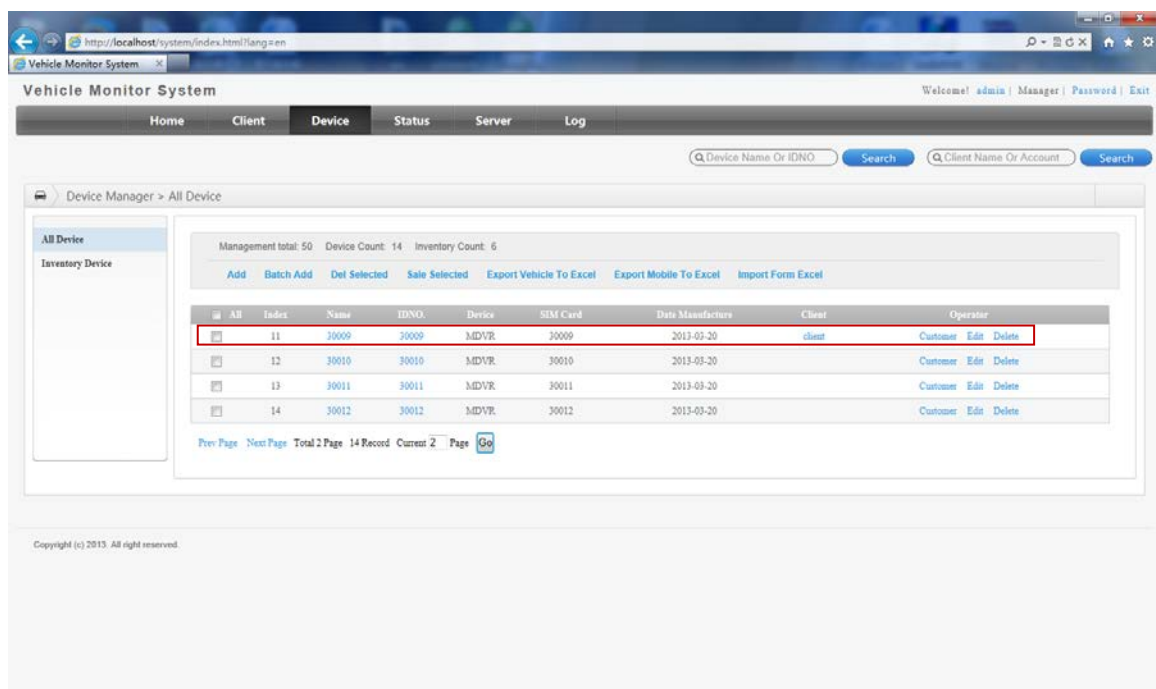 http://localhost/system/index.html?lang=en
Vehicle Monitor System
Vehicle Monitor System
Welcome! admin | Manager | Password | Exit
Home Client Device Status Server Log
Device Name Or IDNO Search Client Name Or Account Search
Device Manager > All Device
All Device
Inventory Device
Management total: 50 Device Count: 14 Inventory Count: 6
Add Batch Add Del Selected Sale Selected Export Vehicle To Excel Export Mobile To Excel Import Form Excel
All Index Name IDNO. Device SIM Card Data Manufacture Client Operator
11 30009 30009 MDVR 30009 2013-03-20 client Customer Edit Delete
12 30010 30010 MDVR 30010 2013-03-20 Customer Edit Delete
13 30011 30011 MDVR 30011 2013-03-20 Customer Edit Delete
14 30012 30012 MDVR 30012 2013-03-20 Customer Edit Delete
Prev Page Next Page Total 2 Page 14 Record Current 2 Page Go
Copyright (c) 2013. All right reserved.